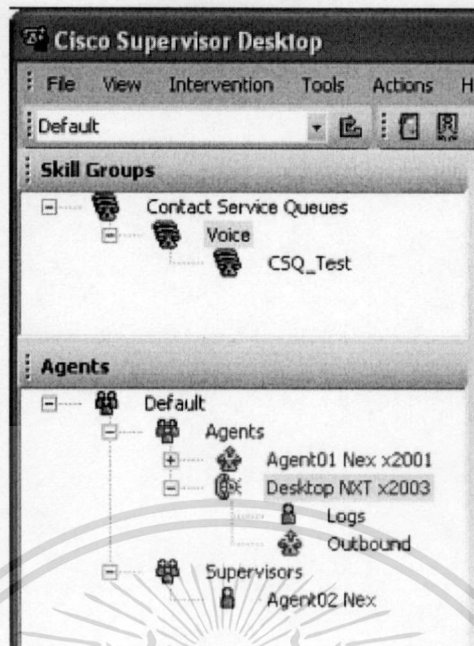 Cisco Supervisor Desktop
File View Intervention Tools Actions H
Default
Skill Groups
Contact Service Queues
Voice
CSQ_Test
Agents
Default
Agents
Agent01 Nex x2001
Desktop NXT x2003
Logs
Outbound
Supervisors
Agent02 Nex